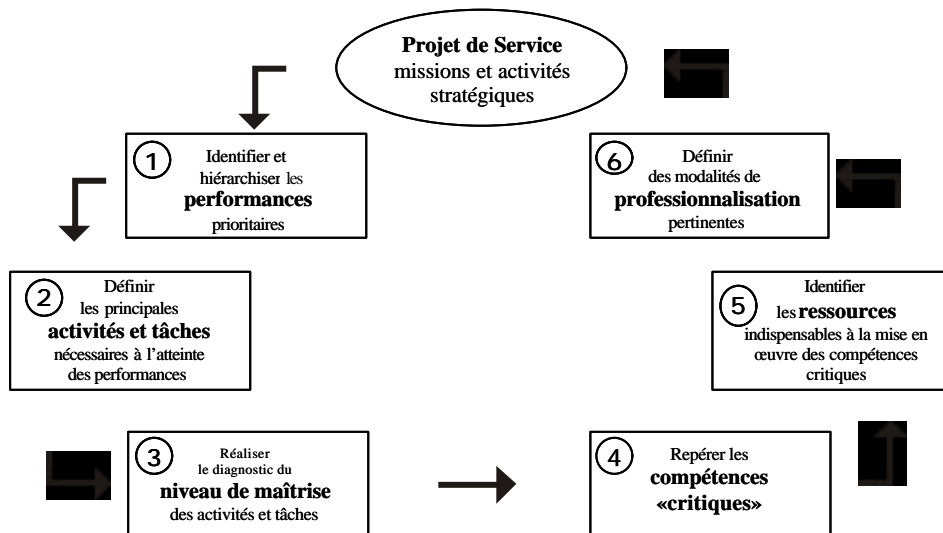 Projet de Service
missions et activités
stratégiques
1
Identifier et
hiérarchiser les
performances
prioritaires
2
Définir
les principales
activités et tâches
nécessaires à l’atteinte
des performances
3
Réaliser
le diagnostic du
niveau de maîtrise
des activités et tâches
4
Repérer les
compétences
«critiques»
5
Identifier
les ressources
indispensables à la mise en
œuvre des compétences
critiques
6
Définir
des modalités de
professionnalisation
pertinentes